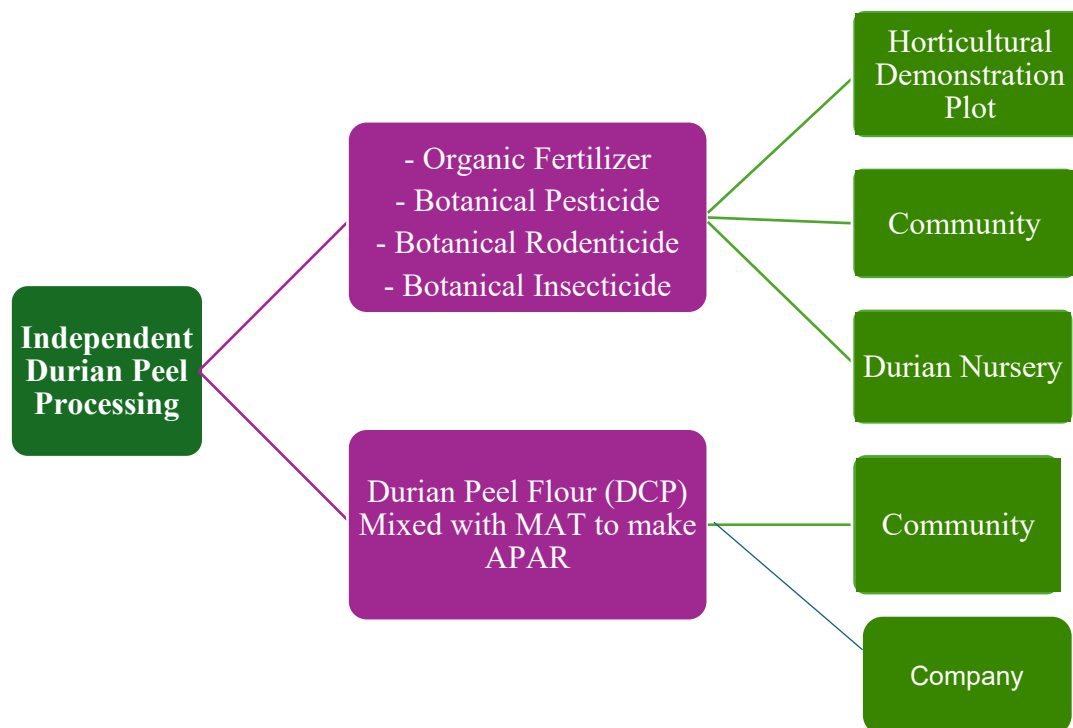 Independent
Durian Peel
Processing
- Organic Fertilizer
- Botanical Pesticide
- Botanical Rodenticide
- Botanical Insecticide
Horticultural
Demonstration
Plot
Community
Durian Nursery
Durian Peel Flour (DCP)
Mixed with MAT to make
APAR
Community
Company